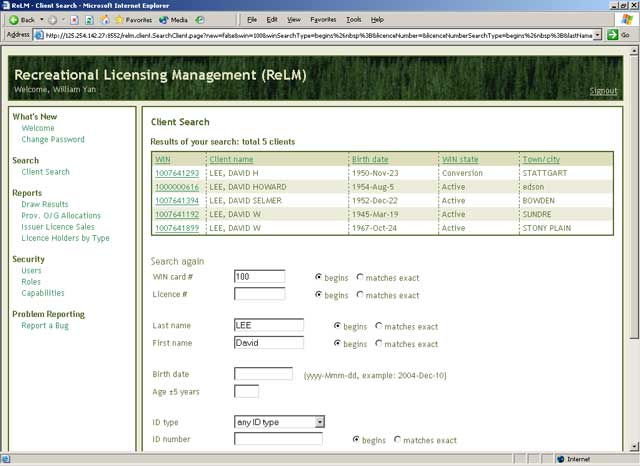 ReLM - Client Search - Microsoft Internet Explorer
Back Search Favorites Media File Edit View Favorites Tools Help
Address http://125.254.142.27:8552/relm.client.SearchClient.page?new=false&win=100&winSearchType=begins%26nbsp%3B&licenceNumber=&licenceNumberSearchType=begins%26nbsp%3B&lastName Go
Recreational Licensing Management (ReLM)
Welcome, William Yan
Signout
What's New
Welcome
Change Password
Search
Client Search
Reports
Draw Results
Prov. O/G Allocations
Issuer Licence Sales
Licence Holders by Type
Security
Users
Roles
Capabilities
Problem Reporting
Report a Bug
Client Search
Results of your search: total 5 clients
WIN Client name Birth date WIN state Town/city
1007641293 LEE, DAVID H 1950-Nov-23 Conversion STATTGART
1000000616 LEE, DAVID HOWARD 1954-Aug-5 Active edson
1007641394 LEE, DAVID SELMER 1952-Dec-22 Active BOWDEN
1007641192 LEE, DAVID W 1945-Mar-19 Active SUNDRE
1007641899 LEE, DAVID W 1967-Oct-24 Active STONY PLAIN
Search again
WIN card # 100 begins matches exact
Licence # begins matches exact
Last name LEE begins matches exact
First name David begins matches exact
Birth date (yyyy-Mmm-dd, example: 2004-Dec-10)
Age ±5 years
ID type any ID type
ID number begins matches exact
Internet